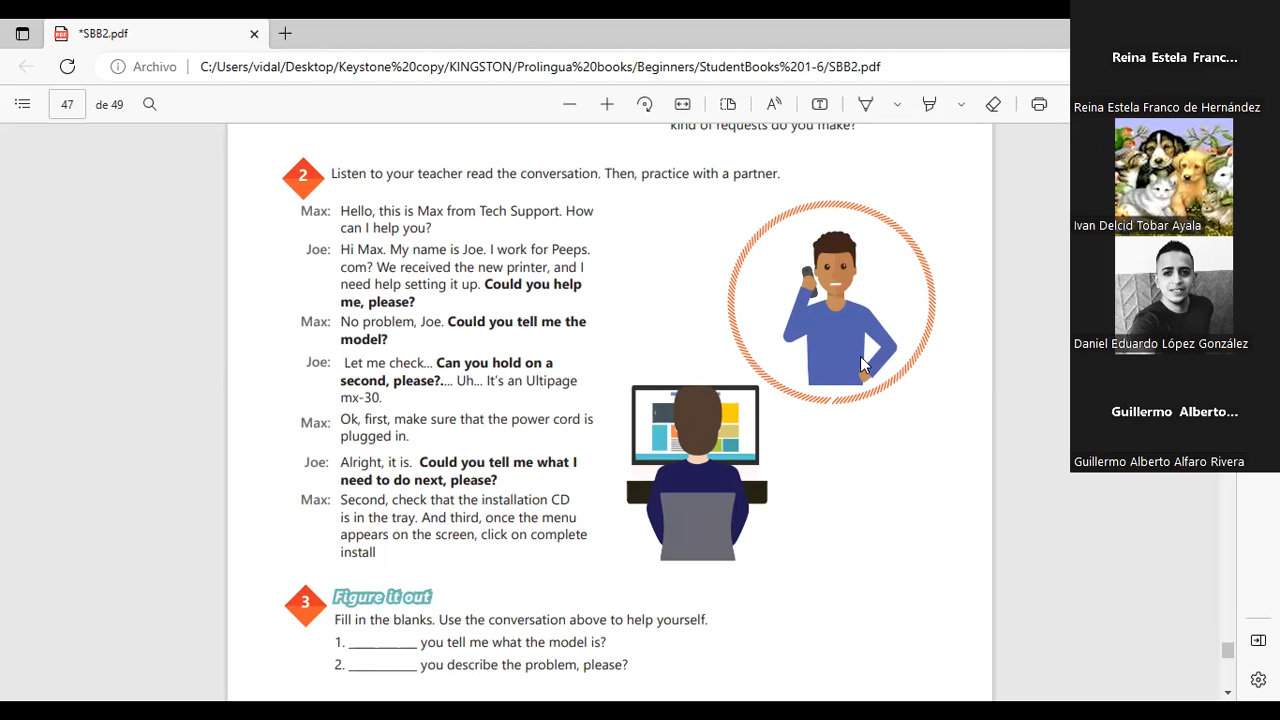 *SBB2.pdf
Archivo
C:/Users/vidal/Desktop/Keystone%20copy/KINGSTON/Prolingua%20books/Beginners/StudentBooks%201-6/SBB2.pdf
47
de 49
kind of requests do you make?
2
Listen to your teacher read the conversation. Then, practice with a partner.
Max: Hello, this is Max from Tech Support. How
can I help you?
Joe: Hi Max. My name is Joe. I work for Peeps.
com? We received the new printer, and I
need help setting it up. Could you help
me, please?
Max: No problem, Joe. Could you tell me the
model?
Joe: Let me check... Can you hold on a
second, please?.... Uh... It's an Ultipage
mx-30.
Max: Ok, first, make sure that the power cord is
plugged in.
Joe: Alright, it is. Could you tell me what I
need to do next, please?
Max: Second, check that the installation CD
is in the tray. And third, once the menu
appears on the screen, click on complete
install
3
Figure it out
Fill in the blanks. Use the conversation above to help yourself.
1. __________ you tell me what the model is?
2. __________ you describe the problem, please?
Reina Estela Franc...
Reina Estela Franco de Hernández
Ivan Delcid Tobar Ayala
Daniel Eduardo López González
Guillermo Alberto...
Guillermo Alberto Alfaro Rivera